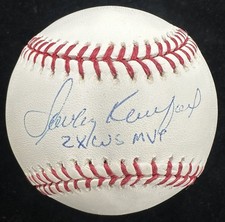 Sandy Koufax
2X WS MVP